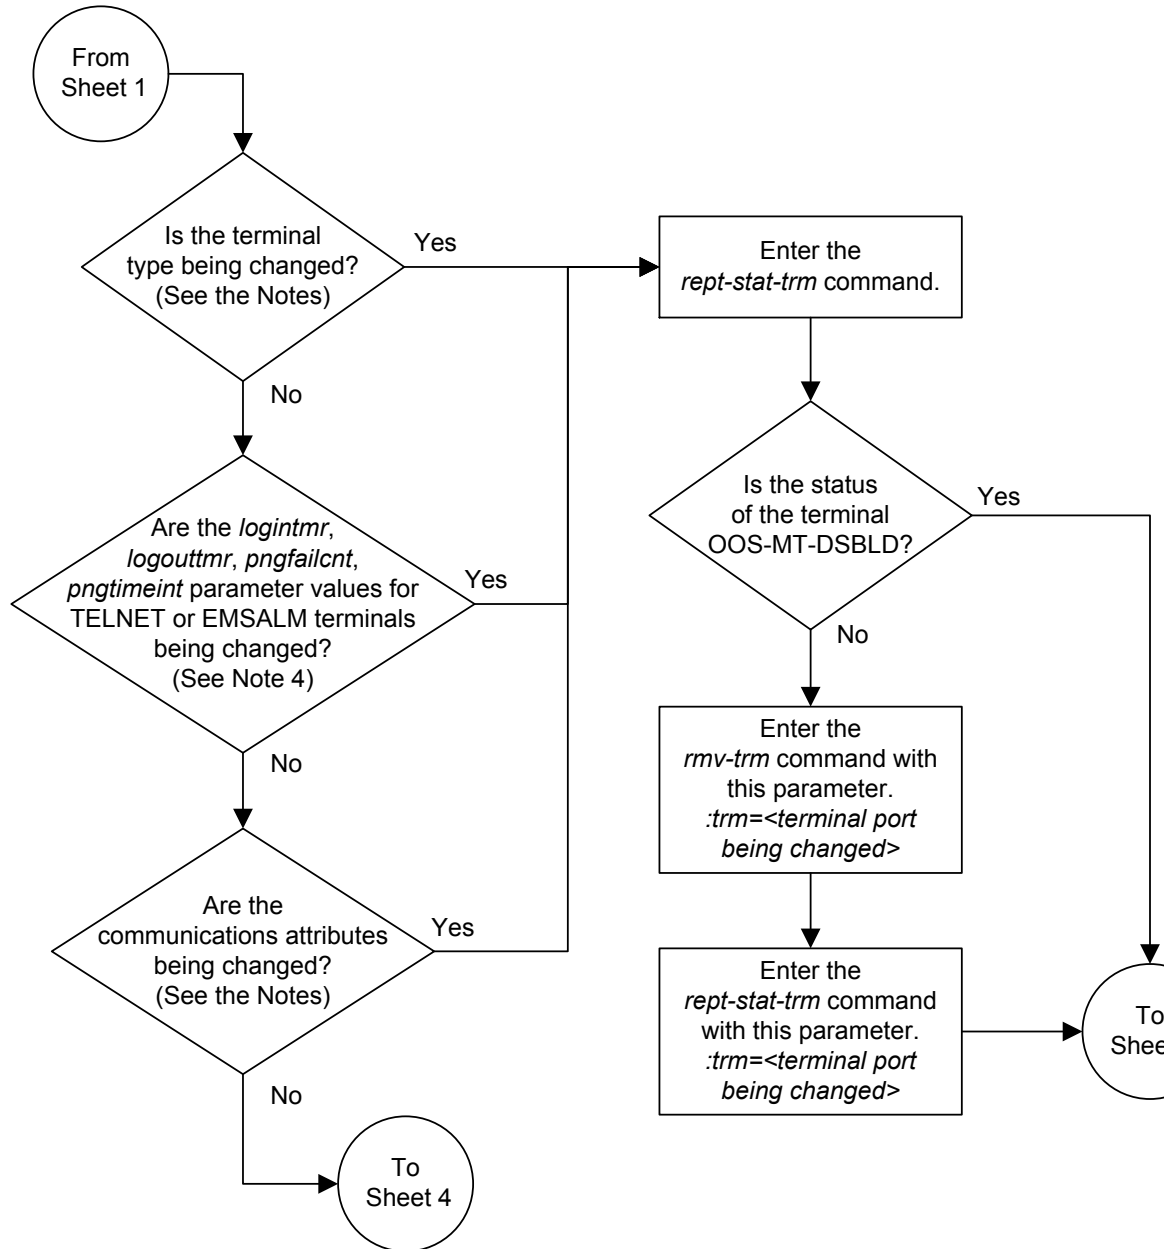 From
Sheet 1
Is the terminal
type being changed?
(See the Notes)
Yes
No
Are the logintmr,
logouttmr, pngfailcnt,
pngtimeint parameter values for
TELNET or EMSALM terminals
being changed?
(See Note 4)
Yes
No
Are the
communications attributes
being changed?
(See the Notes)
Yes
No
To
Sheet 4
Enter the
rept-stat-trm command.
Is the status
of the terminal
OOS-MT-DSBLD?
Yes
No
Enter the
rmv-trm command with
this parameter.
:trm=<terminal port
being changed>
Enter the
rept-stat-trm command
with this parameter.
:trm=<terminal port
being changed>
To